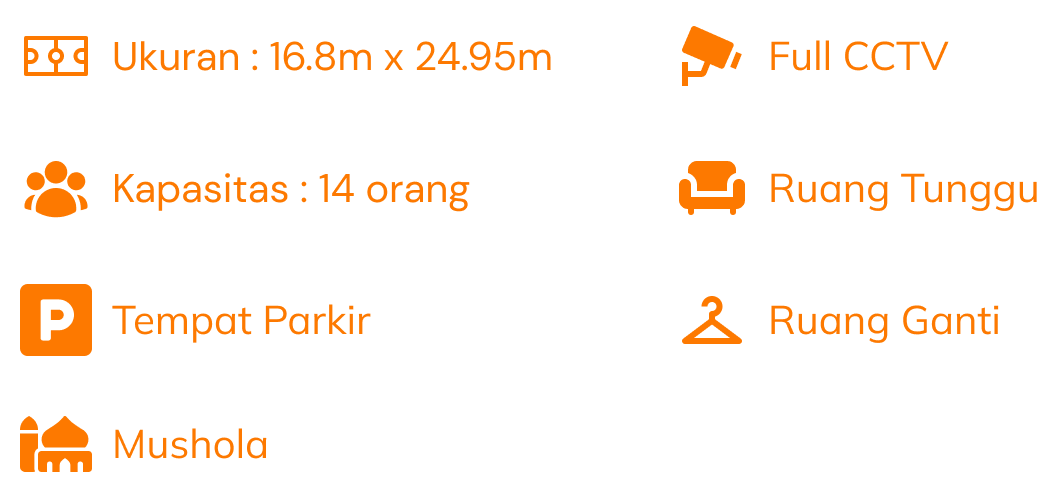 Ukuran : 16.8m x 24.95m
Full CCTV
Kapasitas : 14 orang
Ruang Tunggu
P
Tempat Parkir
Ruang Ganti
Mushola